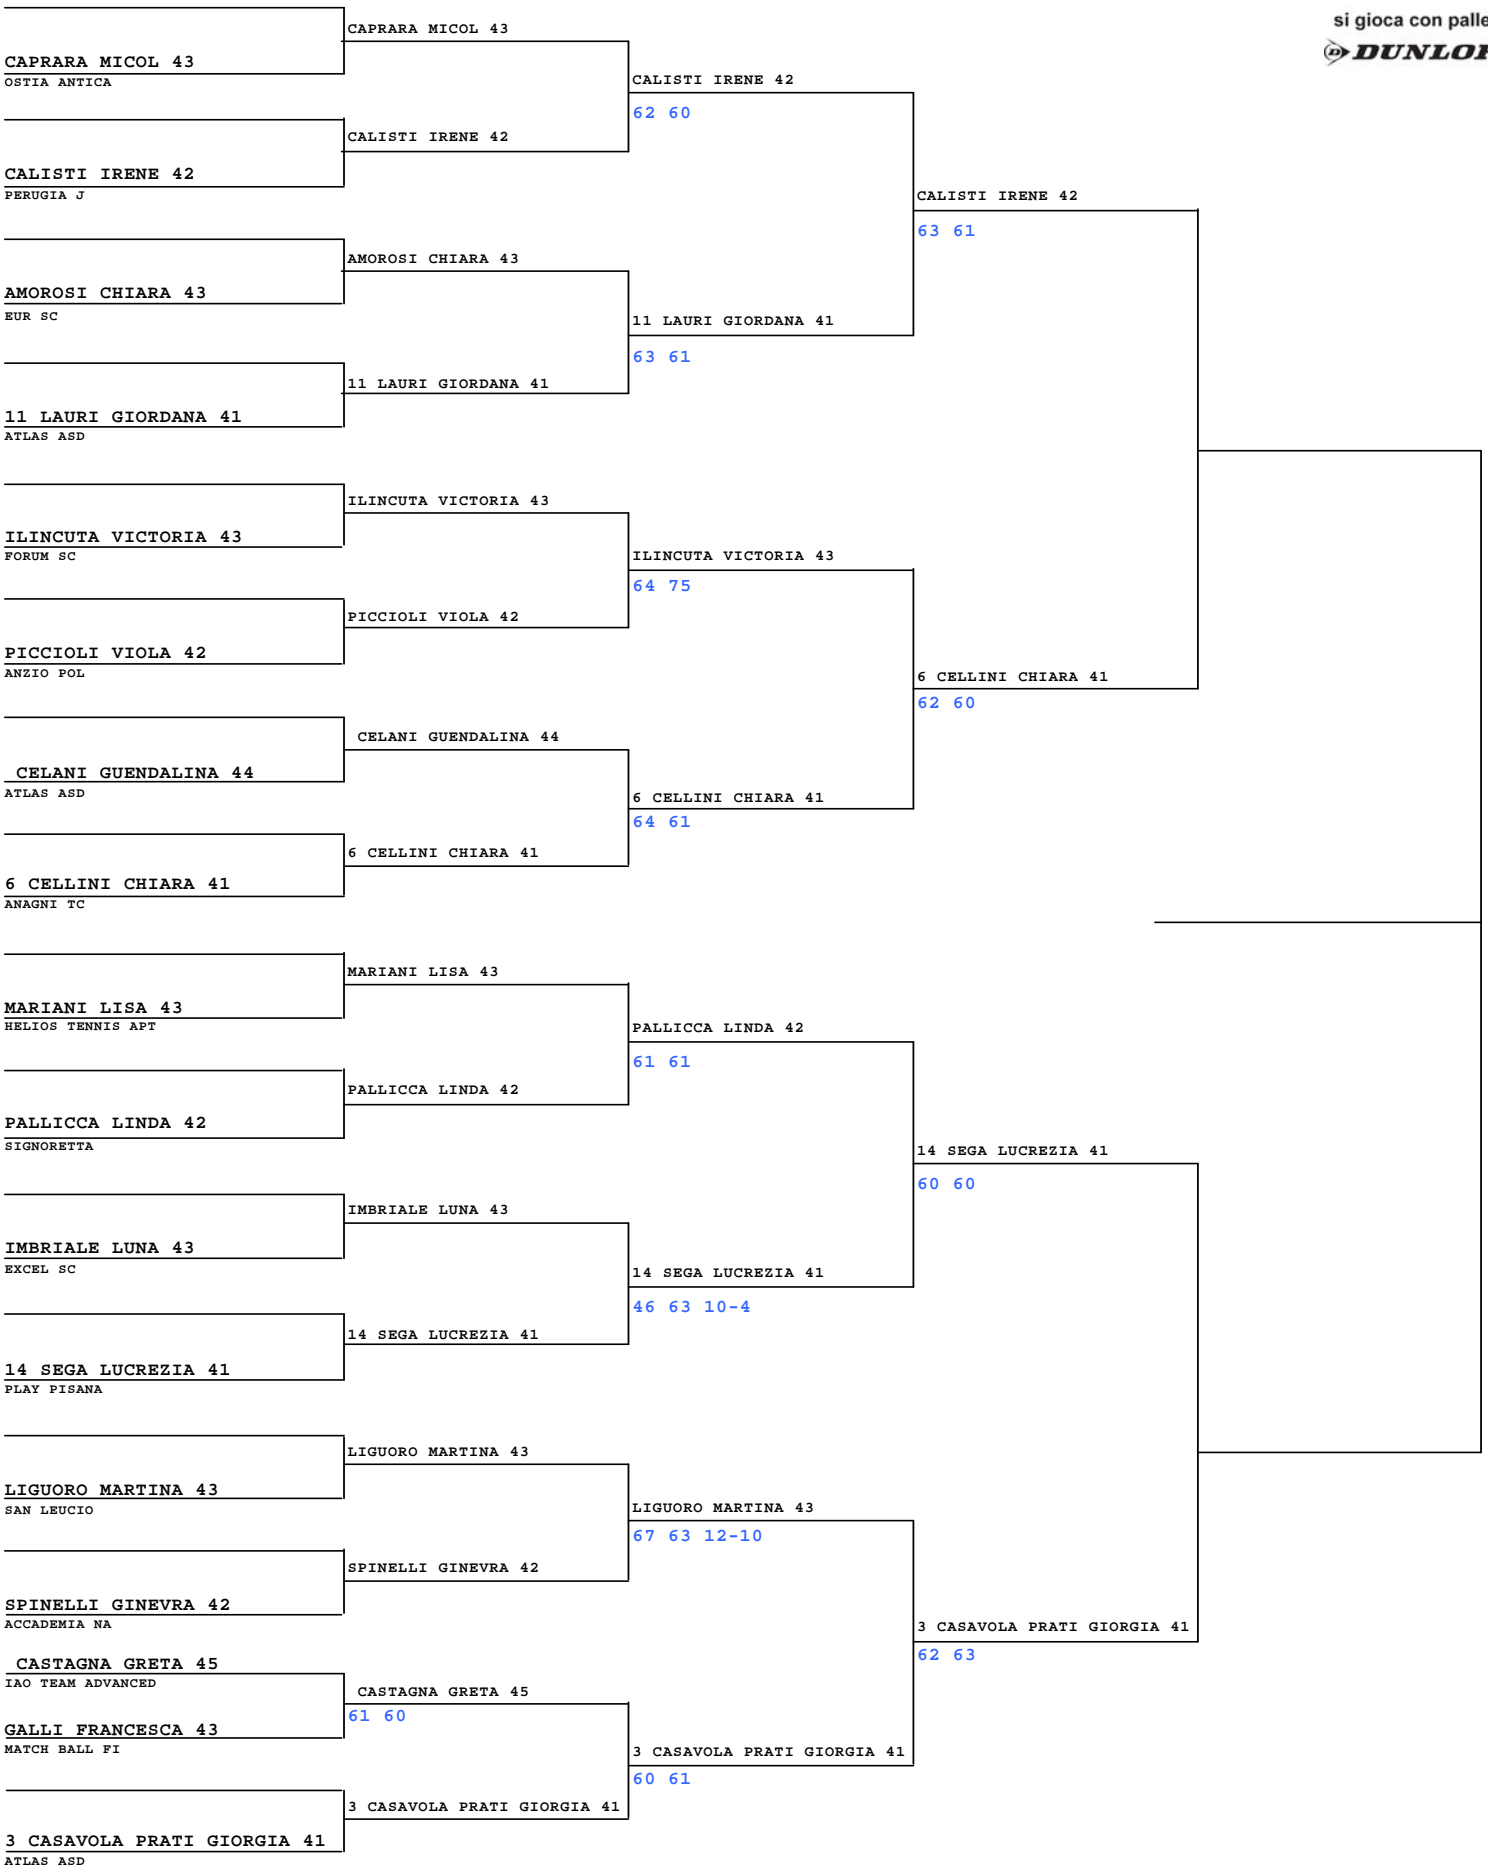 si gioca con palle
DUNLOP
CAPRARA MICOL 43
OSTIA ANTICA
CALISTI IRENE 42
PERUGIA J
AMOROSI CHIARA 43
EUR SC
11 LAURI GIORDANA 41
ATLAS ASD
ILINCUTA VICTORIA 43
FORUM SC
PICCIOLI VIOLA 42
ANZIO POL
CELANI GUENDALINA 44
ATLAS ASD
6 CELLINI CHIARA 41
ANAGNI TC
MARIANI LISA 43
HELIOS TENNIS APT
PALLICCA LINDA 42
SIGNORETTA
IMBRIALE LUNA 43
EXCEL SC
14 SEGA LUCREZIA 41
PLAY PISANA
LIGUORO MARTINA 43
SAN LEUCIO
SPINELLI GINEVRA 42
ACCADEMIA NA
CASTAGNA GRETA 45
IAO TEAM ADVANCED
GALLI FRANCESCA 43
MATCH BALL FI
3 CASAVOLA PRATI GIORGIA 41
ATLAS ASD
CAPRARA MICOL 43
CALISTI IRENE 42
AMOROSI CHIARA 43
11 LAURI GIORDANA 41
ILINCUTA VICTORIA 43
PICCIOLI VIOLA 42
CELANI GUENDALINA 44
6 CELLINI CHIARA 41
MARIANI LISA 43
PALLICCA LINDA 42
IMBRIALE LUNA 43
14 SEGA LUCREZIA 41
LIGUORO MARTINA 43
SPINELLI GINEVRA 42
CASTAGNA GRETA 45
61 60
3 CASAVOLA PRATI GIORGIA 41
CALISTI IRENE 42
62 60
11 LAURI GIORDANA 41
63 61
ILINCUTA VICTORIA 43
64 75
6 CELLINI CHIARA 41
64 61
PALLICCA LINDA 42
61 61
14 SEGA LUCREZIA 41
46 63 10-4
LIGUORO MARTINA 43
67 63 12-10
3 CASAVOLA PRATI GIORGIA 41
60 61
CALISTI IRENE 42
63 61
6 CELLINI CHIARA 41
62 60
14 SEGA LUCREZIA 41
60 60
3 CASAVOLA PRATI GIORGIA 41
62 63